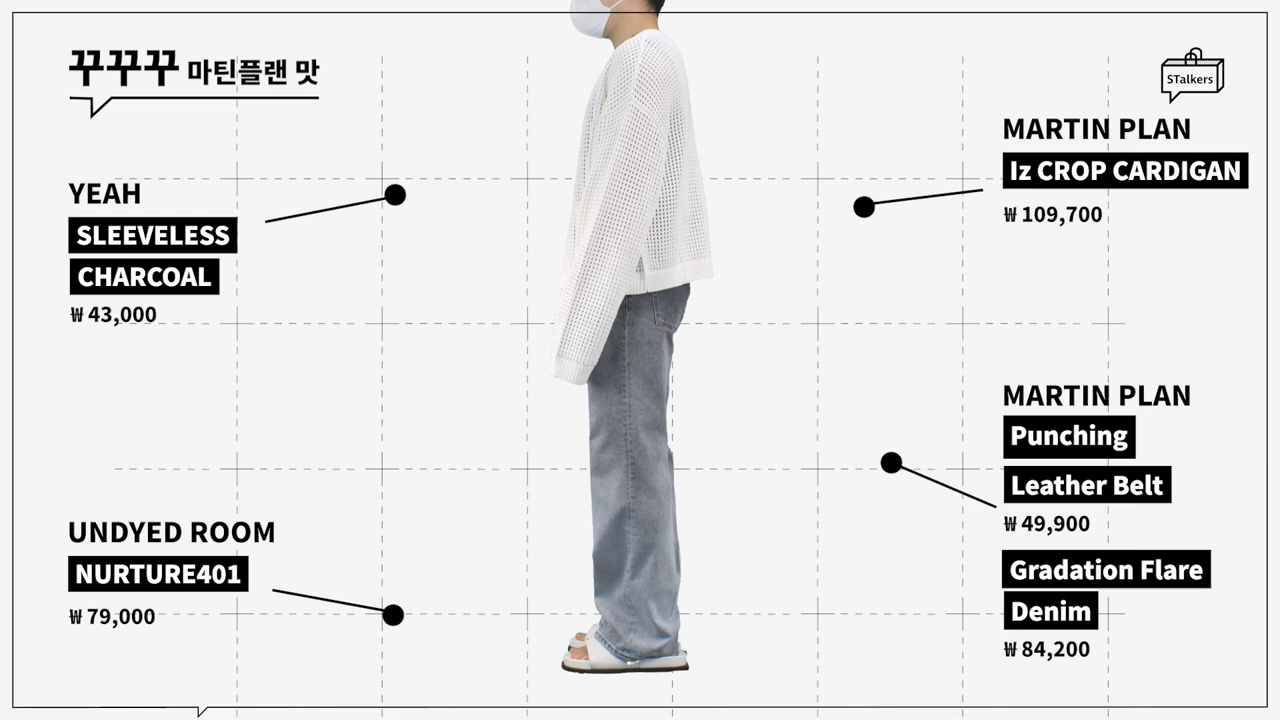 꾸꾸꾸 마틴플랜 맛
STalkers
YEAH
SLEEVELESS
CHARCOAL
₩ 43,000
UNDYED ROOM
NURTURE401
₩ 79,000
MARTIN PLAN
Iz CROP CARDIGAN
₩ 109,700
MARTIN PLAN
Punching
Leather Belt
₩ 49,900
Gradation Flare
Denim
₩ 84,200